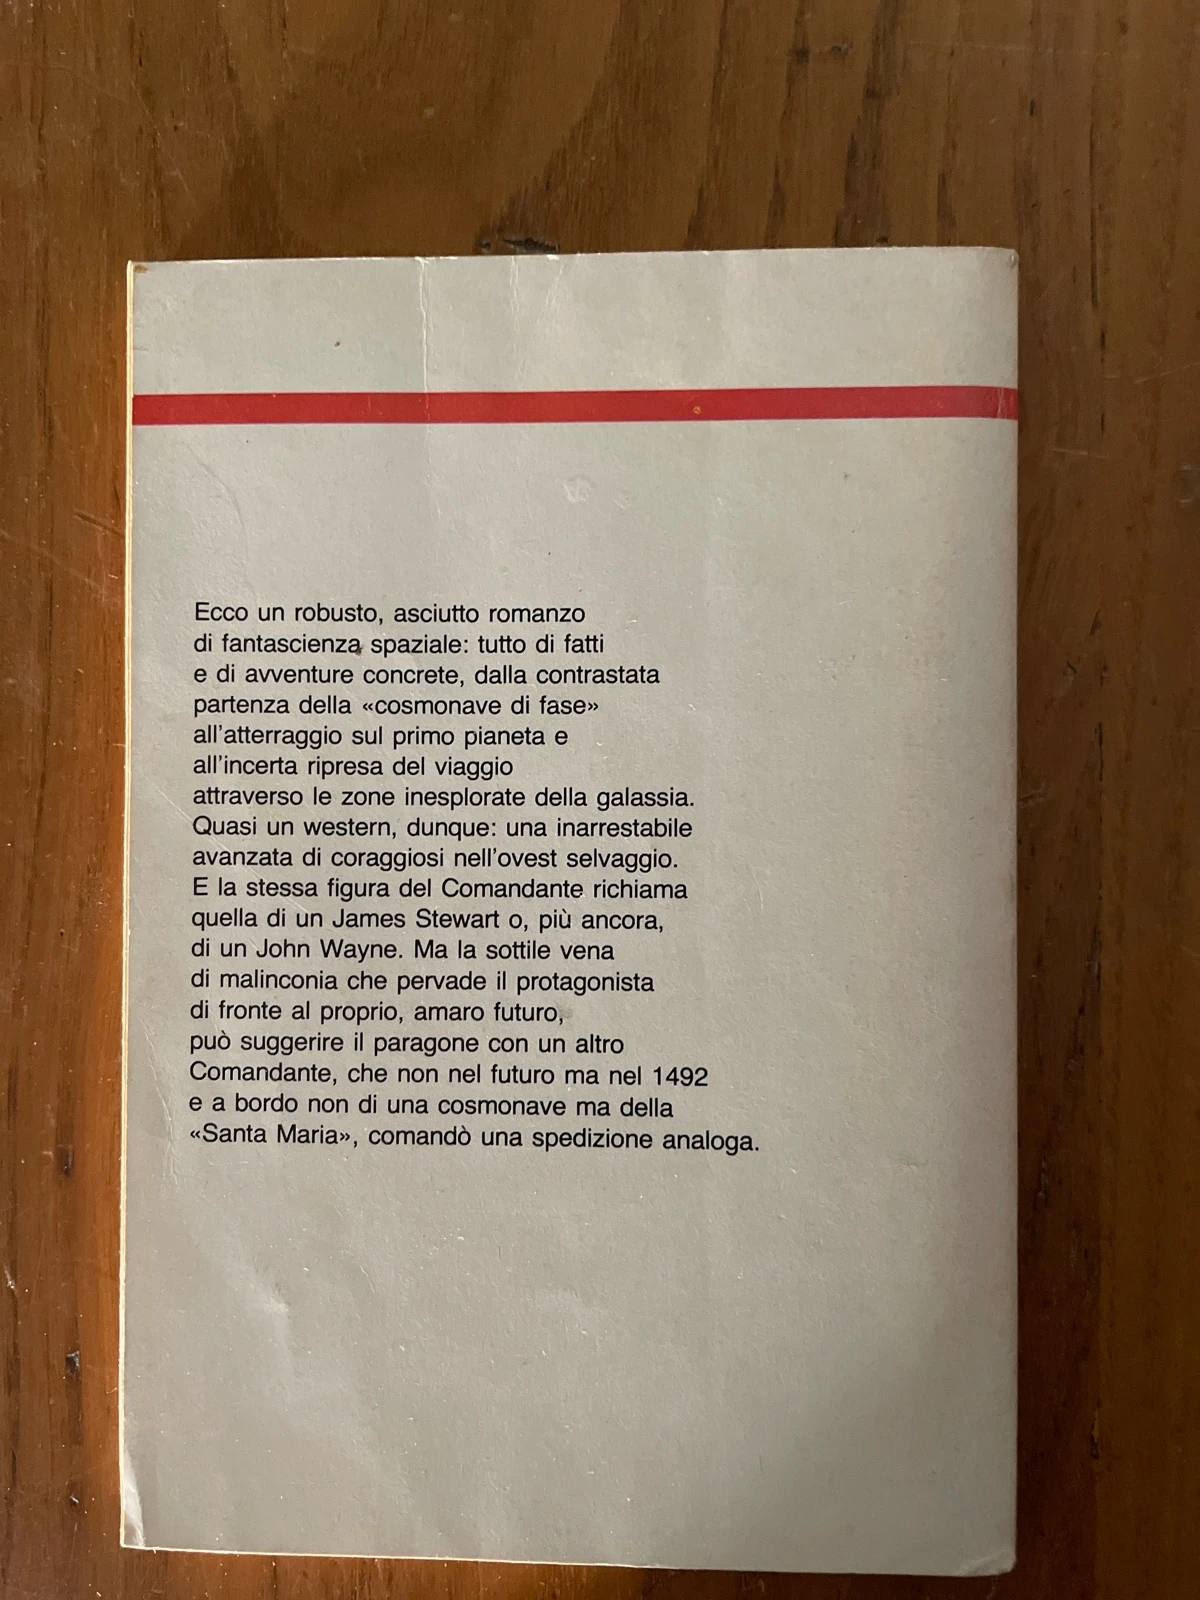 Ecco un robusto, asciutto romanzo
di fantascienza spaziale: tutto di fatti
e di avventure concrete, dalla contrastata
partenza della «cosmonave di fase»
all'atterraggio sul primo pianeta e
all'incerta ripresa del viaggio
attraverso le zone inesplorate della galassia.
Quasi un western, dunque: una inarrestabile
avanzata di coraggiosi nell'ovest selvaggio.
E la stessa figura del Comandante richiama
quella di un James Stewart o, più ancora,
di un John Wayne. Ma la sottile vena
di malinconia che pervade il protagonista
di fronte al proprio, amaro futuro,
può suggerire il paragone con un altro
Comandante, che non nel futuro ma nel 1492
e a bordo non di una cosmonave ma della
«Santa Maria», comandò una spedizione analoga.